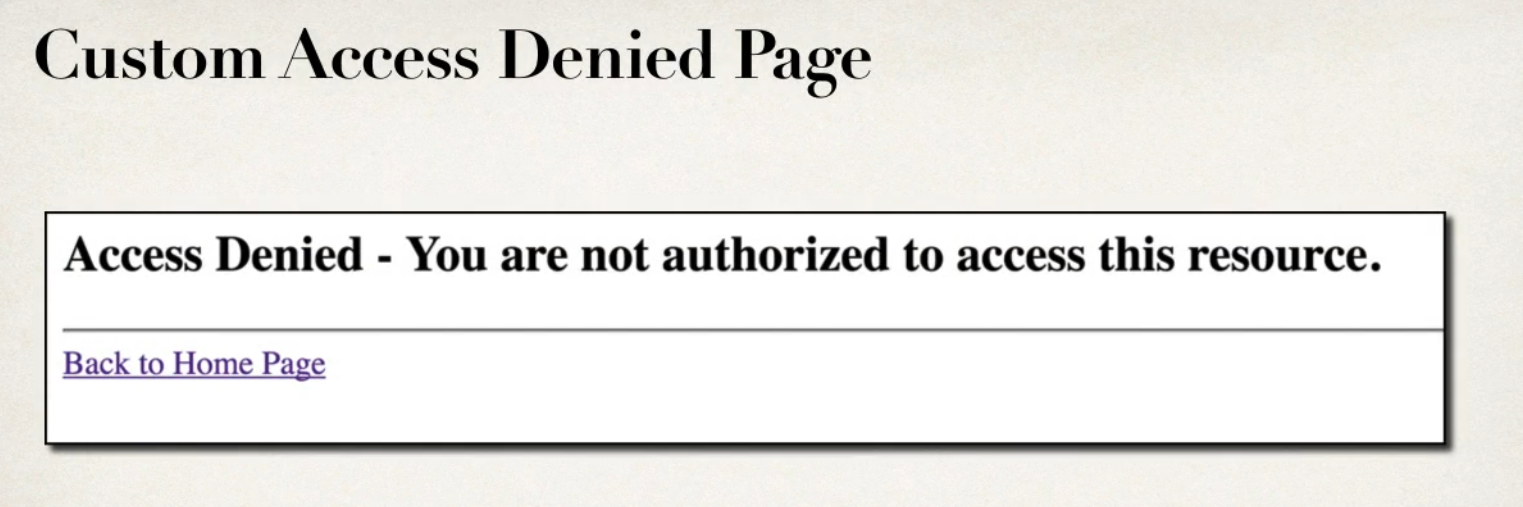 Custom Access Denied Page
Access Denied - You are not authorized to access this resource.
Back to Home Page